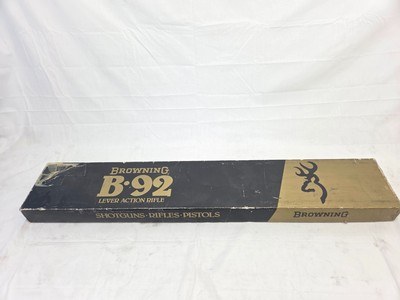 BROWNING
B·92
LEVER ACTION RIFLE
SHOTGUNS·RIFLES·PISTOLS
BROWNING